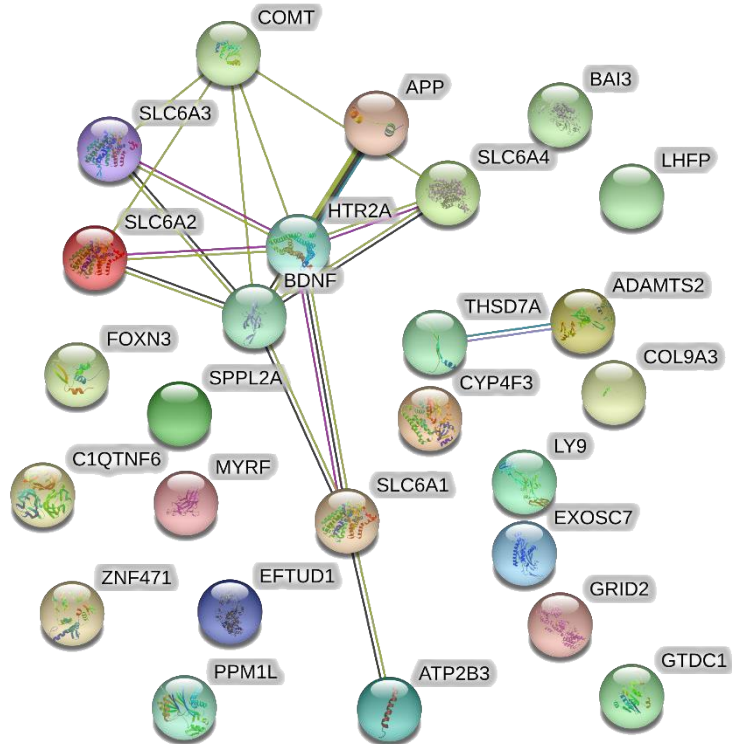 COMT
APP
BAI3
SLC6A3
SLC6A4
LHFP
SLC6A2
HTR2A
BDNF
THSD7A
ADAMTS2
FOXN3
SPPL2A
CYP4F3
COL9A3
C1QTNF6
MYRF
SLC6A1
LY9
EXOSC7
ZNF471
EFTUD1
GRID2
PPM1L
ATP2B3
GTDC1